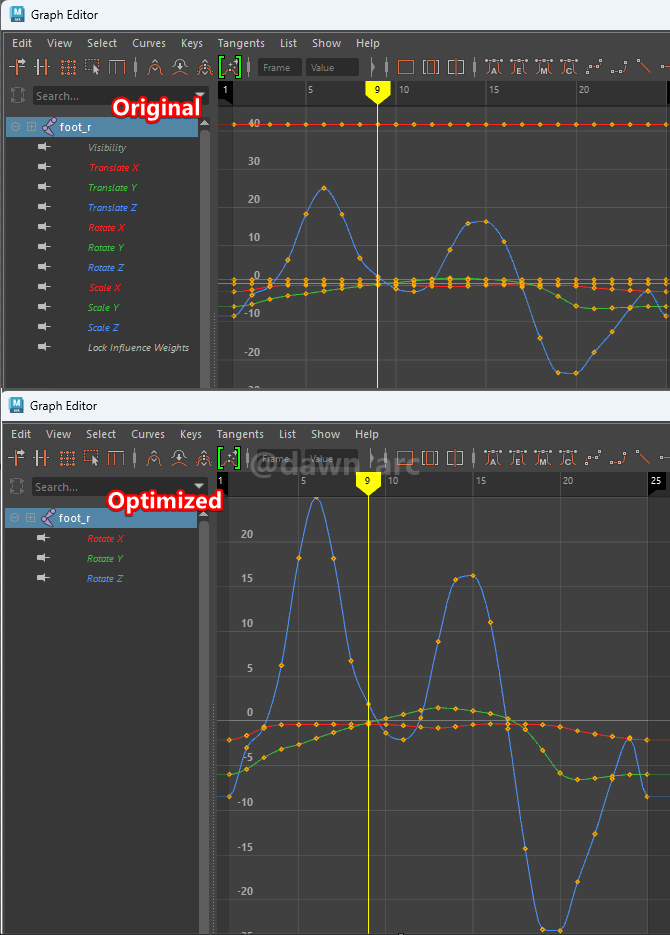 Graph Editor
Edit View Select Curves Keys Tangents List Show Help
Frame Value
1 5 9 10 15 20
Search...
Original
foot_r
40
Visibility
Translate X
30
Translate Y
20
Translate Z
Rotate X
10
Rotate Y
Rotate Z
0
Scale X
Scale Y
-10
Scale Z
Lock Influence Weights
-20
Graph Editor
Edit View Select Curves Keys Tangents List Show Help
Frame Value
@dawn_arc
1 5 9 10 15 20 25
Search...
Optimized
foot_r
Rotate X
20
Rotate Y
Rotate Z
15
10
5
0
-5
-10
-15
-20